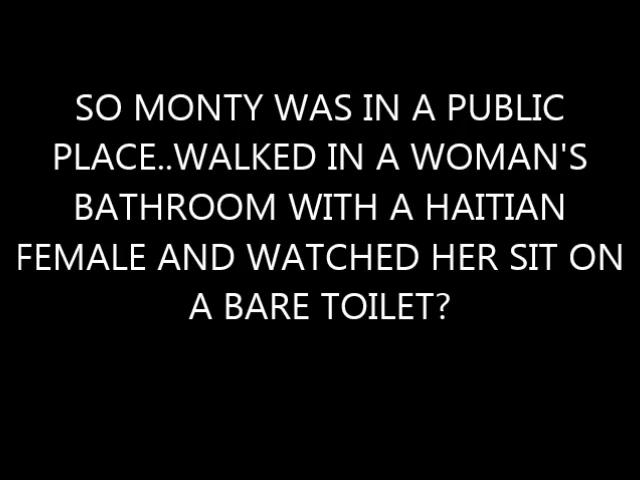 SO MONTY WAS IN A PUBLIC
PLACE..WALKED IN A WOMAN'S
BATHROOM WITH A HAITIAN
FEMALE AND WATCHED HER SIT ON
A BARE TOILET?